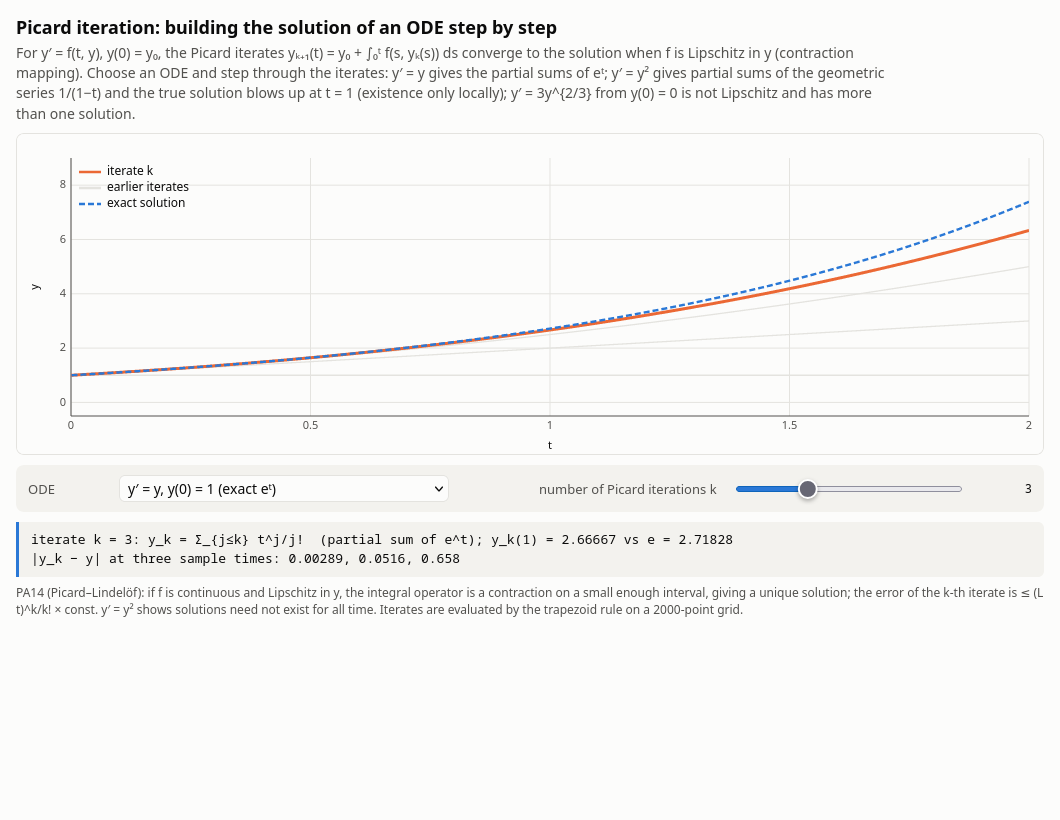 Picard iteration: building the solution of an ODE step by step
For y′ = f(t, y), y(0) = y₀, the Picard iterates yₖ₊₁(t) = y₀ + ∫₀ᵗ f(s, yₖ(s)) ds converge to the solution when f is Lipschitz in y (contraction
mapping). Choose an ODE and step through the iterates: y′ = y gives the partial sums of eᵗ; y′ = y² gives partial sums of the geometric
series 1/(1−t) and the true solution blows up at t = 1 (existence only locally); y′ = 3y^{2/3} from y(0) = 0 is not Lipschitz and has more
than one solution.
iterate k
earlier iterates
exact solution
8
6
4
2
0
y
0
0.5
1
1.5
2
t
ODE
y′ = y, y(0) = 1 (exact eᵗ)
number of Picard iterations k
3
iterate k = 3: y_k = Σ_{j≤k} t^j/j!  (partial sum of e^t); y_k(1) = 2.66667 vs e = 2.71828
|y_k − y| at three sample times: 0.00289, 0.0516, 0.658
PA14 (Picard–Lindelöf): if f is continuous and Lipschitz in y, the integral operator is a contraction on a small enough interval, giving a unique solution; the error of the k-th iterate is ≤ (L
t)^k/k! × const. y′ = y² shows solutions need not exist for all time. Iterates are evaluated by the trapezoid rule on a 2000-point grid.